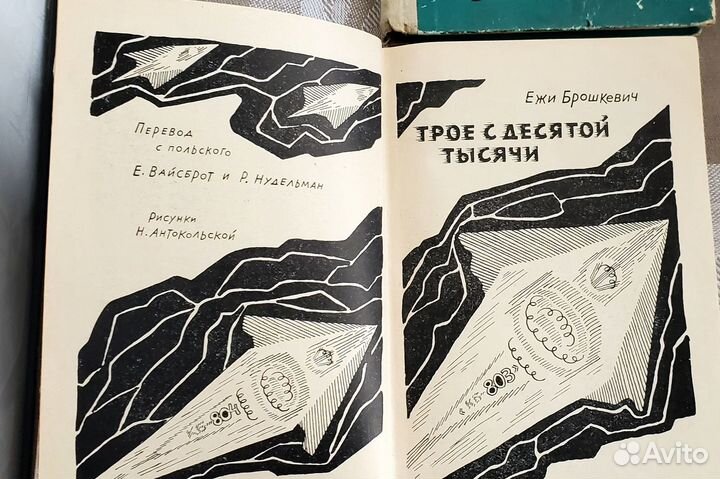 Перевод
с польского
Е. Вайсброт и Р. Нудельман
Рисунки
Н. Антокольской
КБ-804
Ежи Брошкевич
ТРОЕ С ДЕСЯТОЙ
ТЫСЯЧИ
«КБ-803»
Avito